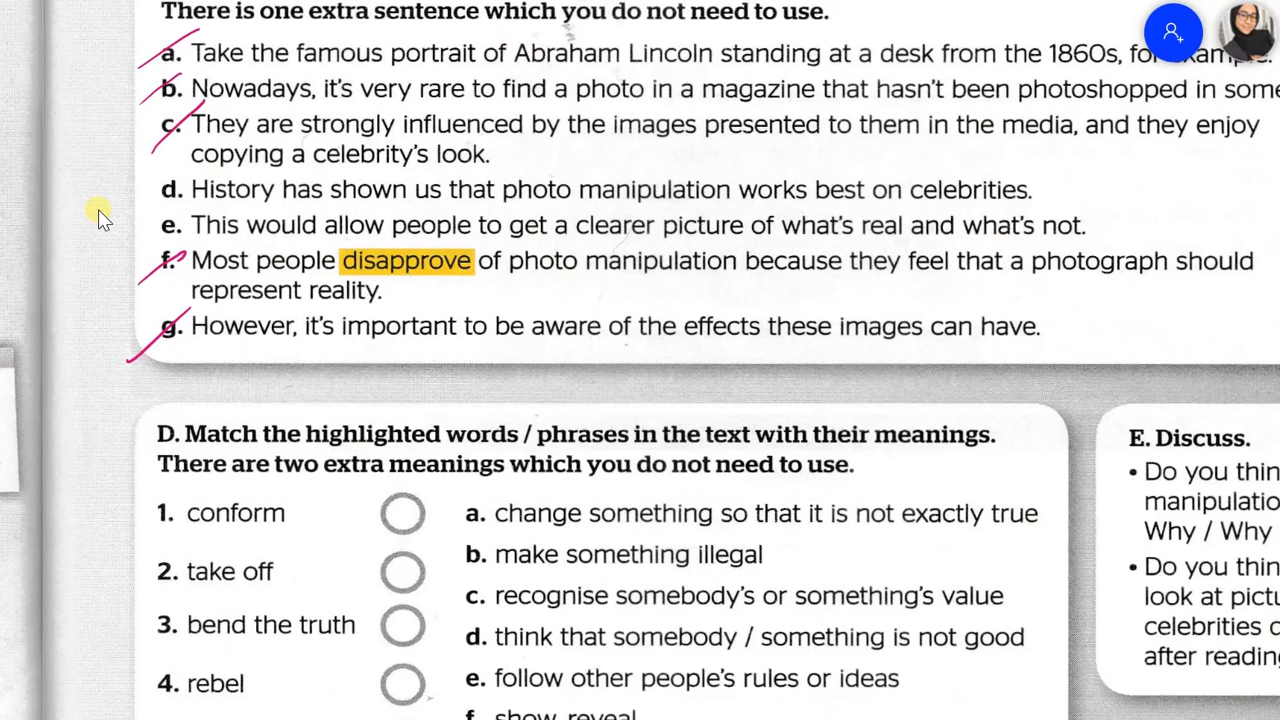 There is one extra sentence which you do not need to use.
a. Take the famous portrait of Abraham Lincoln standing at a desk from the 1860s, for example.
b. Nowadays, it's very rare to find a photo in a magazine that hasn't been photoshopped in some
c. They are strongly influenced by the images presented to them in the media, and they enjoy
copying a celebrity's look.
d. History has shown us that photo manipulation works best on celebrities.
e. This would allow people to get a clearer picture of what's real and what's not.
f. Most people disapprove of photo manipulation because they feel that a photograph should
represent reality.
g. However, it's important to be aware of the effects these images can have.
D. Match the highlighted words / phrases in the text with their meanings.
There are two extra meanings which you do not need to use.
1. conform
2. take off
3. bend the truth
4. rebel
a. change something so that it is not exactly true
b. make something illegal
c. recognise somebody's or something's value
d. think that somebody / something is not good
e. follow other people's rules or ideas
f. show, reveal
E. Discuss.
• Do you thin
manipulatio
Why / Why
• Do you thin
look at pictu
celebrities o
after reading